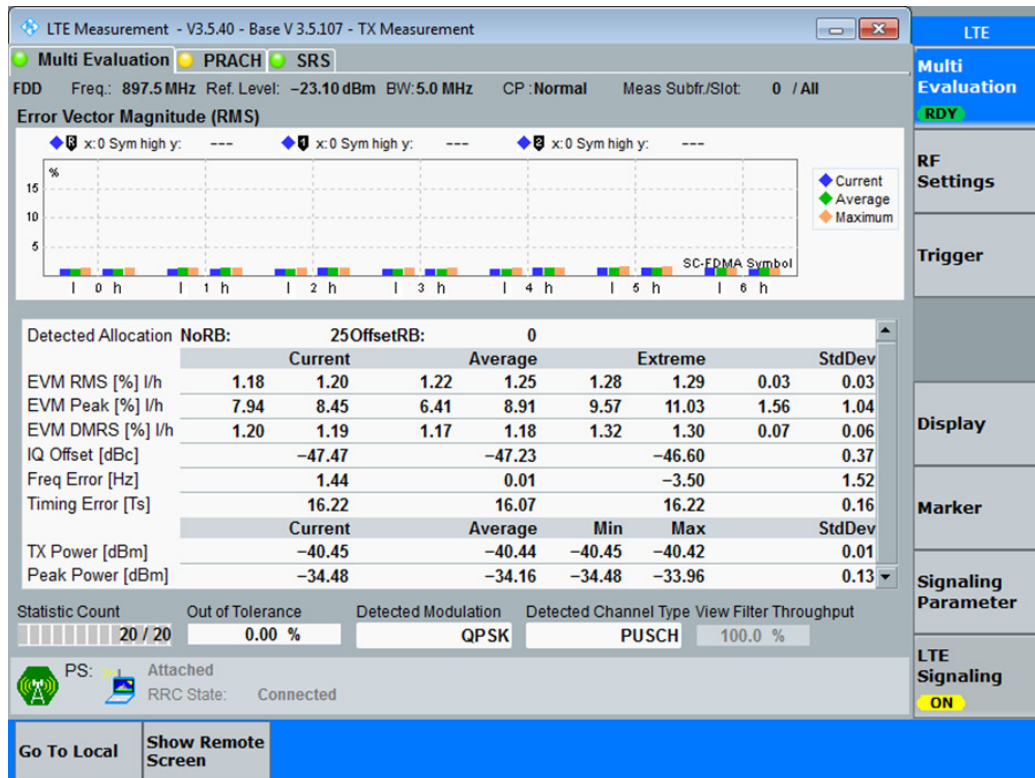 LTE Measurement - V3.5.40 - Base V 3.5.107 - TX Measurement
LTE
Multi Evaluation PRACH SRS
Multi Evaluation
RDY
FDD Freq.: 897.5 MHz Ref. Level: −23.10 dBm BW: 5.0 MHz CP : Normal Meas Subfr./Slot: 0 / All
Error Vector Magnitude (RMS)
R x: 0 Sym high y: --- 1 x: 0 Sym high y: --- 2 x: 0 Sym high y: ---
%
15
10
5
Current
Average
Maximum
SC-FDMA Symbol
l 0 h l 1 h l 2 h l 3 h l 4 h l 5 h l 6 h
RF Settings
Trigger
Detected Allocation NoRB: 25 OffsetRB: 0
Current Average Extreme StdDev
EVM RMS [%] l/h 1.18 1.20 1.22 1.25 1.28 1.29 0.03 0.03
EVM Peak [%] l/h 7.94 8.45 6.41 8.91 9.57 11.03 1.56 1.04
EVM DMRS [%] l/h 1.20 1.19 1.17 1.18 1.32 1.30 0.07 0.06
IQ Offset [dBc] −47.47 −47.23 −46.60 0.37
Freq Error [Hz] 1.44 0.01 −3.50 1.52
Timing Error [Ts] 16.22 16.07 16.22 0.16
Current Average Min Max StdDev
TX Power [dBm] −40.45 −40.44 −40.45 −40.42 0.01
Peak Power [dBm] −34.48 −34.16 −34.48 −33.96 0.13
Display
Marker
Signaling Parameter
Statistic Count Out of Tolerance Detected Modulation Detected Channel Type View Filter Throughput
20 / 20 0.00 % QPSK PUSCH 100.0 %
PS: Attached
RRC State: Connected
LTE Signaling
ON
Go To Local
Show Remote Screen